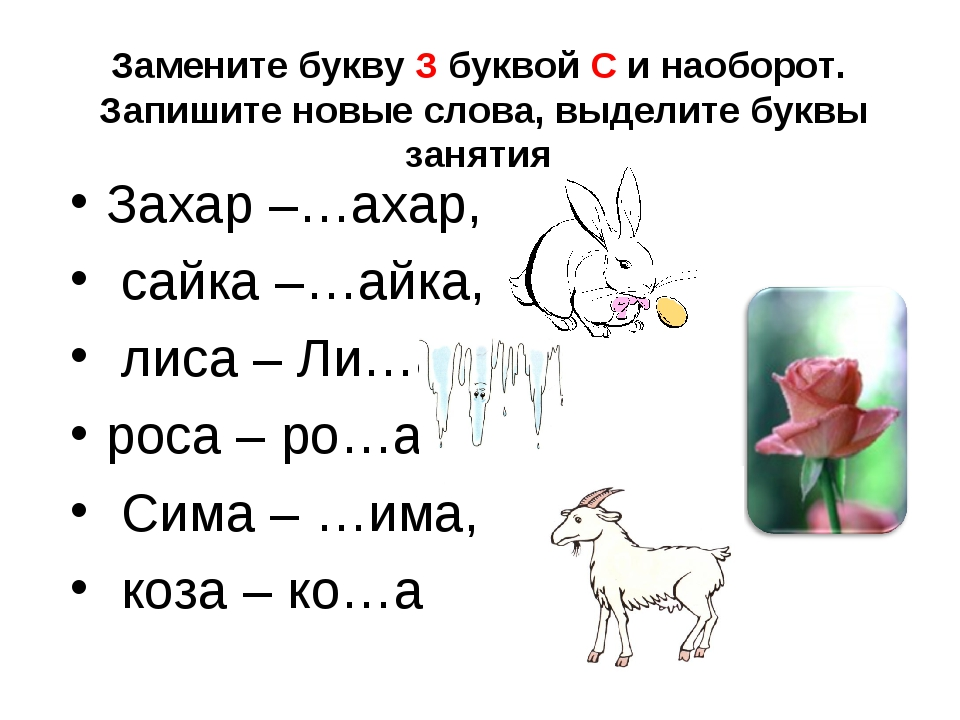 Замените букву З буквой С и наоборот.
Запишите новые слова, выделите буквы
занятия
• Захар –…ахар,
• сайка –…айка,
• лиса – Ли…
• роса – ро…а
• Сима – …има,
• коза – ко…а